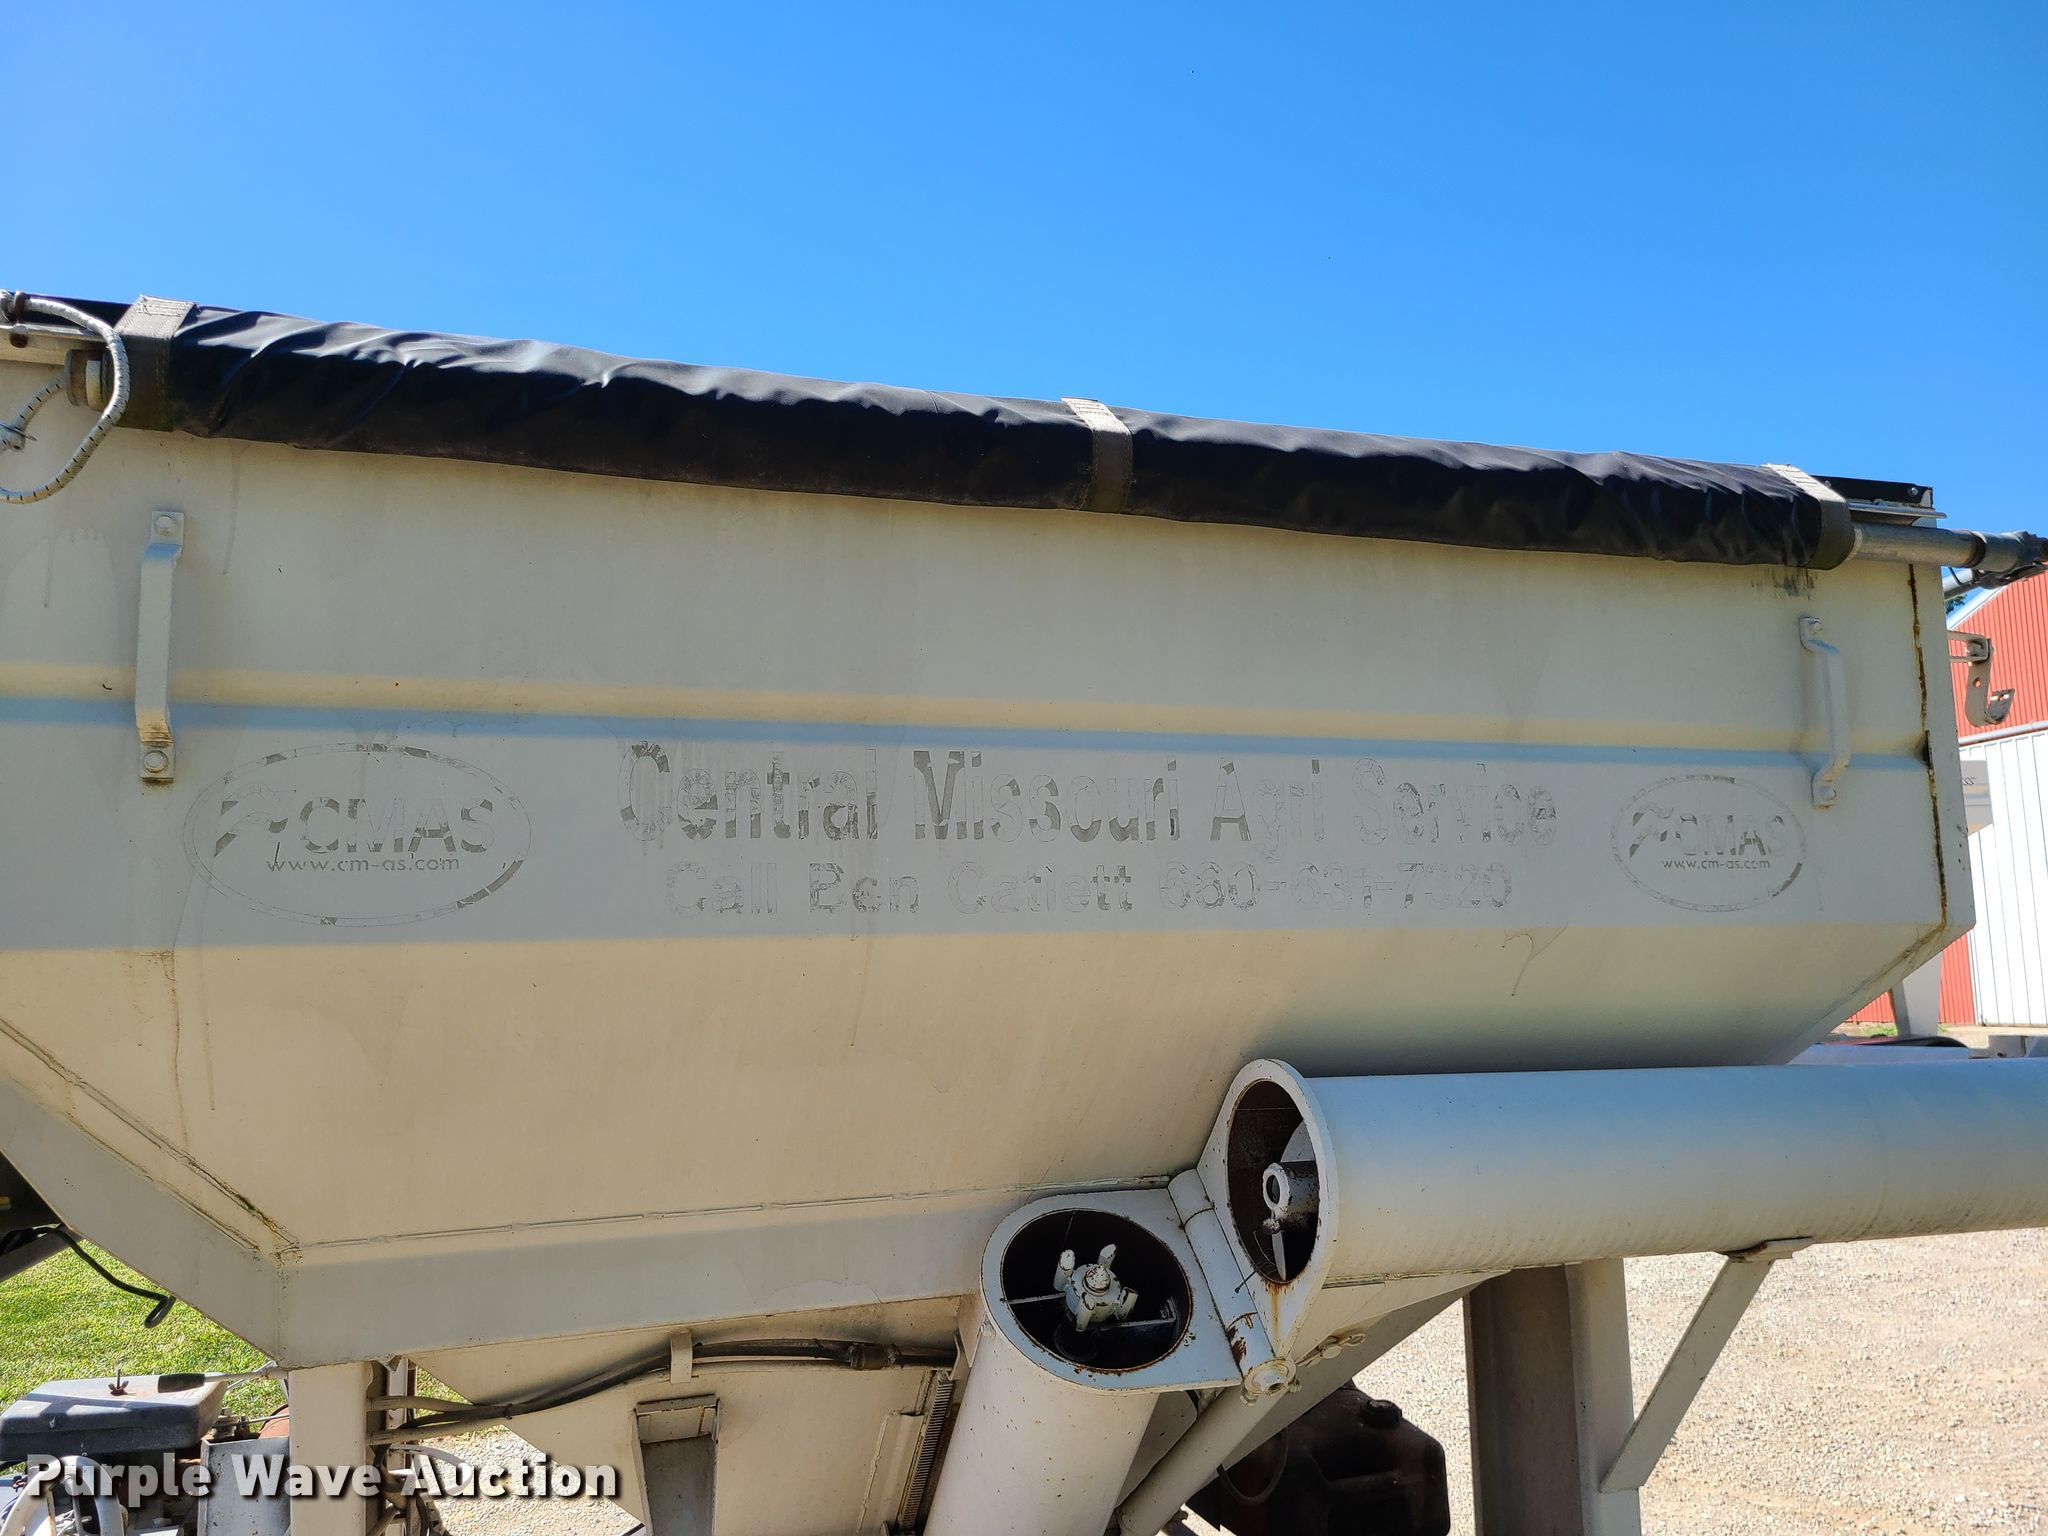 CMAS
www.cm-as.com
Central Missouri Agri Service
Call Ben Catlett 660-631-7320
CMAS
www.cm-as.com
Purple Wave Auction